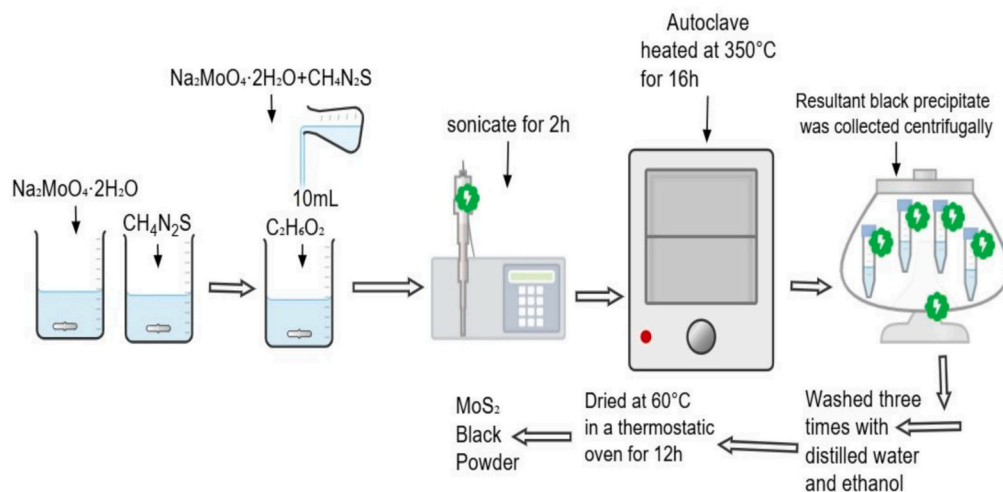 Na₂MoO₄·2H₂O
CH₄N₂S
Na₂MoO₄·2H₂O+CH₄N₂S
10mL
C₂H₆O₂
sonicate for 2h
Autoclave
heated at 350°C
for 16h
Resultant black precipitate
was collected centrifugally
Washed three
times with
distilled water
and ethanol
Dried at 60°C
in a thermostatic
oven for 12h
MoS₂
Black
Powder